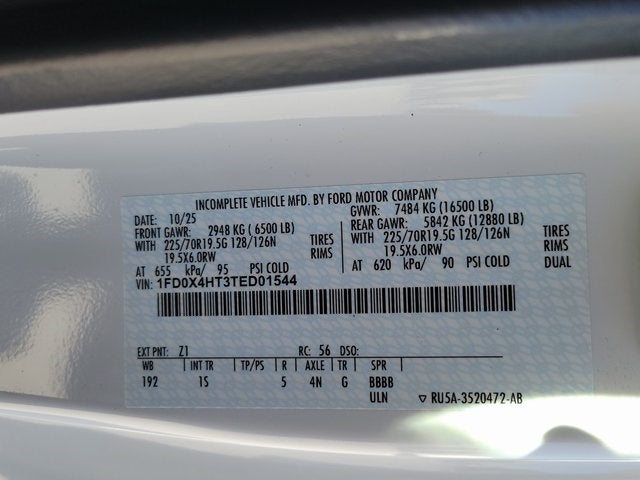 INCOMPLETE VEHICLE MFD. BY FORD MOTOR COMPANY
DATE: 10/25 GVWR: 7484 KG (16500 LB)
FRONT GAWR: 2948 KG ( 6500 LB) REAR GAWR: 5842 KG (12880 LB)
WITH 225/70R19.5G 128/126N TIRES WITH 225/70R19.5G 128/126N TIRES
19.5X6.0RW RIMS 19.5X6.0RW RIMS
AT 655 kPa/ 95 PSI COLD AT 620 kPa/ 90 PSI COLD DUAL
VIN: 1FD0X4HT3TED01544
EXT PNT: Z1 RC: 56 DSO:
WB INT TR TP/PS R AXLE TR SPR
192 1S 5 4N G BBBB
ULN ▽ RU5A-3520472-AB